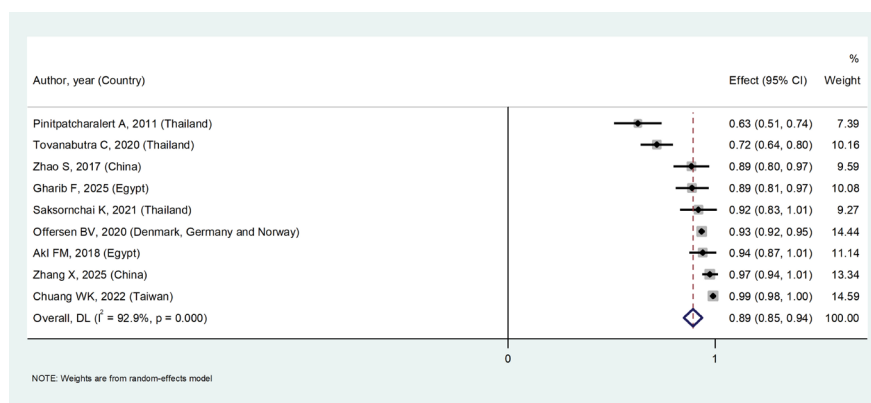 %
Author, year (Country) Effect (95% CI) Weight
Pinitpatcharalert A, 2011 (Thailand) 0.63 (0.51, 0.74) 7.39
Tovanabutra C, 2020 (Thailand) 0.72 (0.64, 0.80) 10.16
Zhao S, 2017 (China) 0.89 (0.80, 0.97) 9.59
Gharib F, 2025 (Egypt) 0.89 (0.81, 0.97) 10.08
Saksornchai K, 2021 (Thailand) 0.92 (0.83, 1.01) 9.27
Offersen BV, 2020 (Denmark, Germany and Norway) 0.93 (0.92, 0.95) 14.44
Akl FM, 2018 (Egypt) 0.94 (0.87, 1.01) 11.14
Zhang X, 2025 (China) 0.97 (0.94, 1.01) 13.34
Chuang WK, 2022 (Taiwan) 0.99 (0.98, 1.00) 14.59
Overall, DL (I² = 92.9%, p = 0.000) 0.89 (0.85, 0.94) 100.00
0 1
NOTE: Weights are from random-effects model